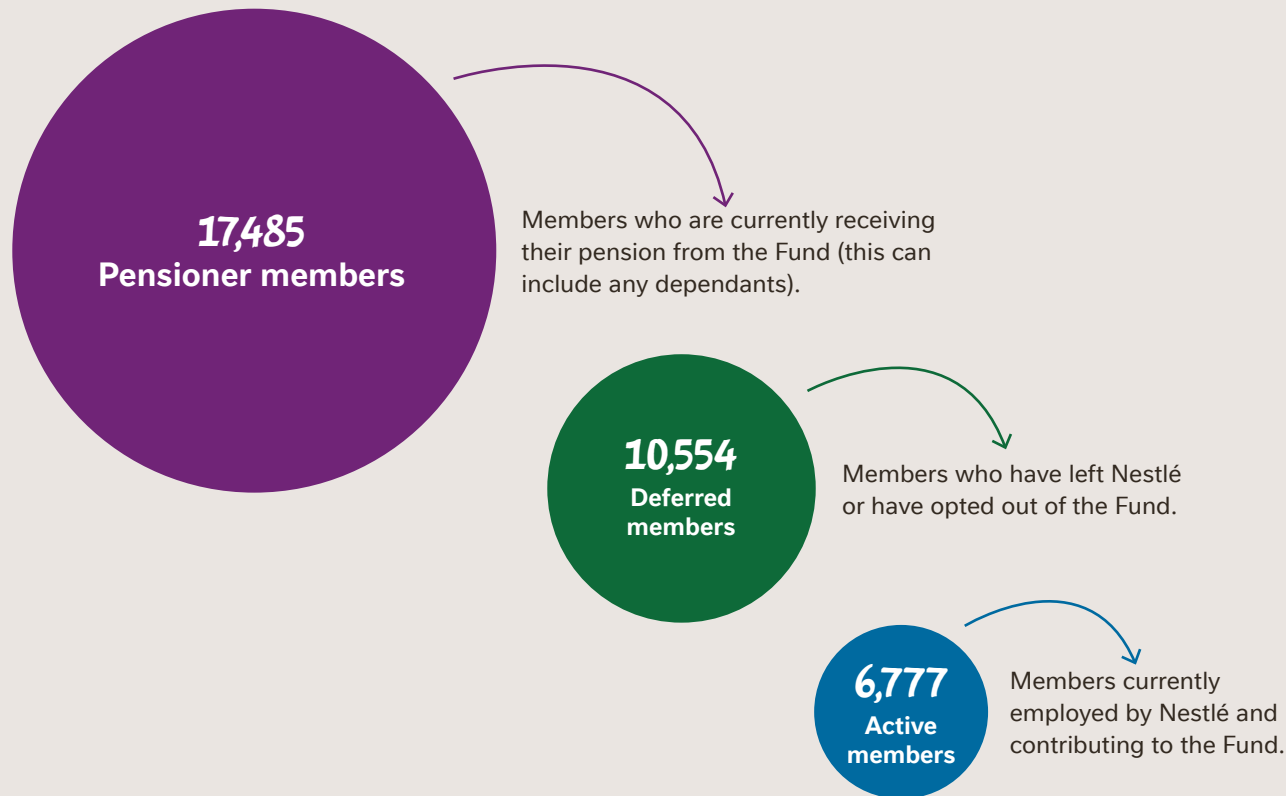 17,485
Pensioner members
Members who are currently receiving
their pension from the Fund (this can
include any dependants).
10,554
Deferred
members
Members who have left Nestlé
or have opted out of the Fund.
6,777
Active
members
Members currently
employed by Nestlé and
contributing to the Fund.